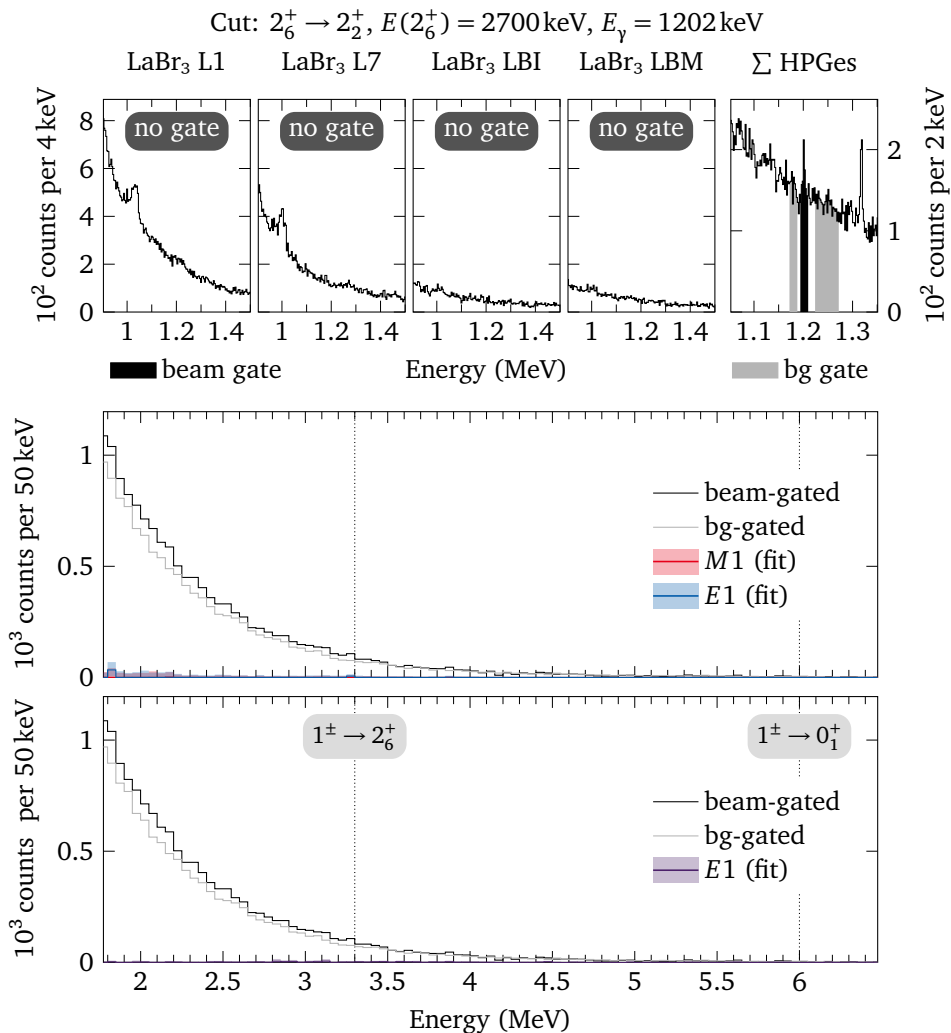 Cut: 2₆⁺ → 2₂⁺, E(2₆⁺) = 2700 keV, Eᵧ = 1202 keV
LaBr₃ L1 LaBr₃ L7 LaBr₃ LBI LaBr₃ LBM ∑ HPGes
no gate no gate no gate no gate
10² counts per 4 keV
8
6
4
2
0
2
1
0
10² counts per 2 keV
1 1.2 1.4 1 1.2 1.4 1 1.2 1.4 1 1.2 1.4 1.1 1.2 1.3
beam gate Energy (MeV) bg gate
10³ counts per 50 keV
1
0.5
0
beam-gated
bg-gated
M1 (fit)
E1 (fit)
10³ counts per 50 keV
1
0.5
0
1± → 2₆⁺ 1± → 0₁⁺
beam-gated
bg-gated
E1 (fit)
2 2.5 3 3.5 4 4.5 5 5.5 6
Energy (MeV)